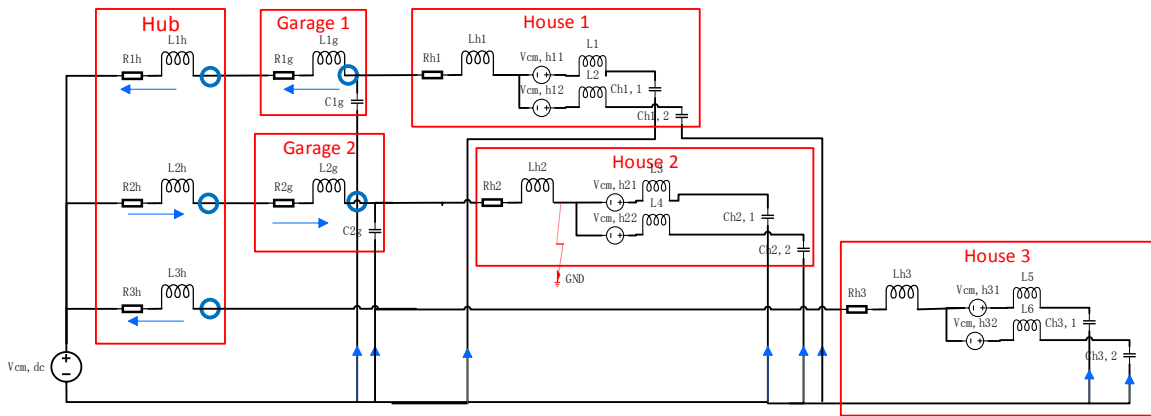 Hub
Garage 1
House 1
L1h
R1h
L1g
R1g
C1g
Lh1
Rh1
Vcm,h11
L1
Vcm,h12
L2
Ch1,1
Ch1,2
Garage 2
House 2
L2h
R2h
L2g
R2g
C2g
Lh2
Rh2
Vcm,h21
L3
Vcm,h22
L4
Ch2,1
Ch2,2
GND
House 3
L3h
R3h
Lh3
Rh3
Vcm,h31
L5
Vcm,h32
L6
Ch3,1
Ch3,2
Vcm,dc